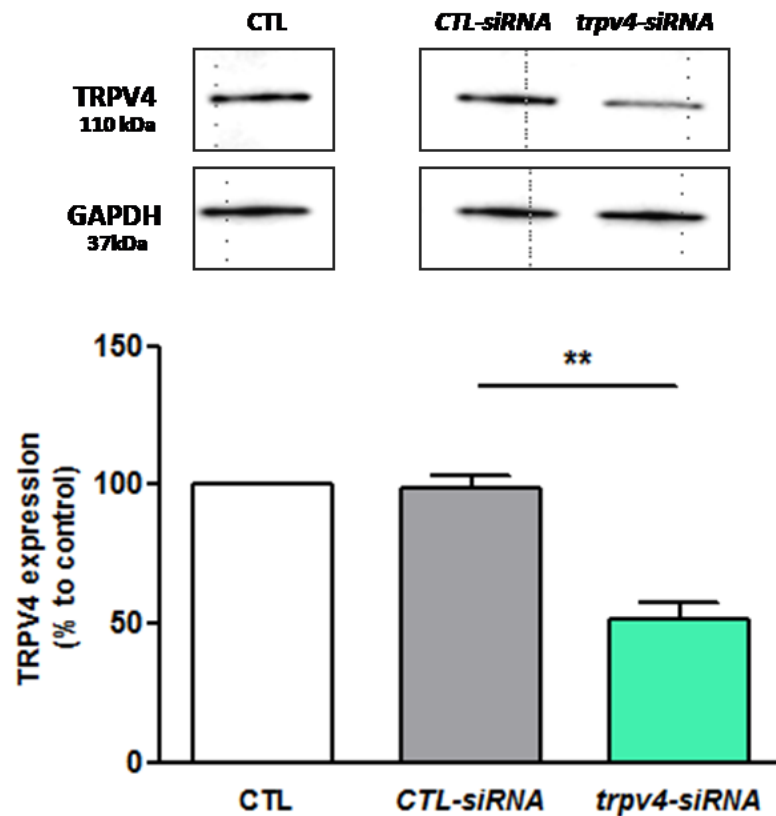 CTL CTL-siRNA trpv4-siRNA
TRPV4
110 kDa
GAPDH
37kDa
150
**
100
50
0
TRPV4 expression
(% to control)
CTL CTL-siRNA trpv4-siRNA